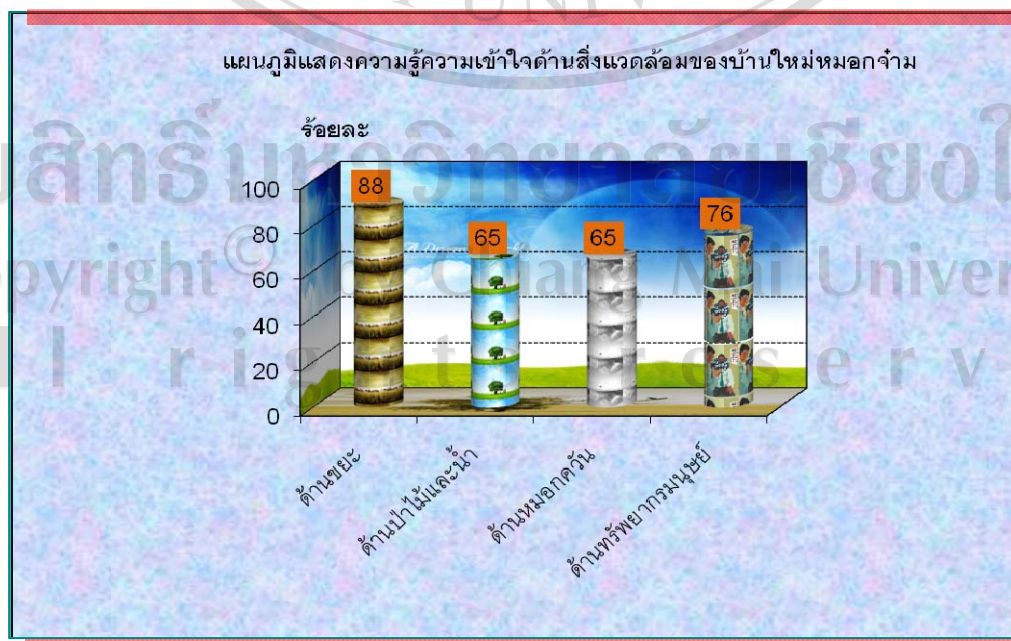 แผนภูมิแสดงความรู้ความเข้าใจด้านสิ่งแวดล้อมของบ้านใหม่หมอกจ๋าม
ร้อยละ
100
80
60
40
20
0
88
65
65
76
ด้านขยะ
ด้านป่าไม้และน้ำ
ด้านหมอกควัน
ด้านทรัพยากรมนุษย์